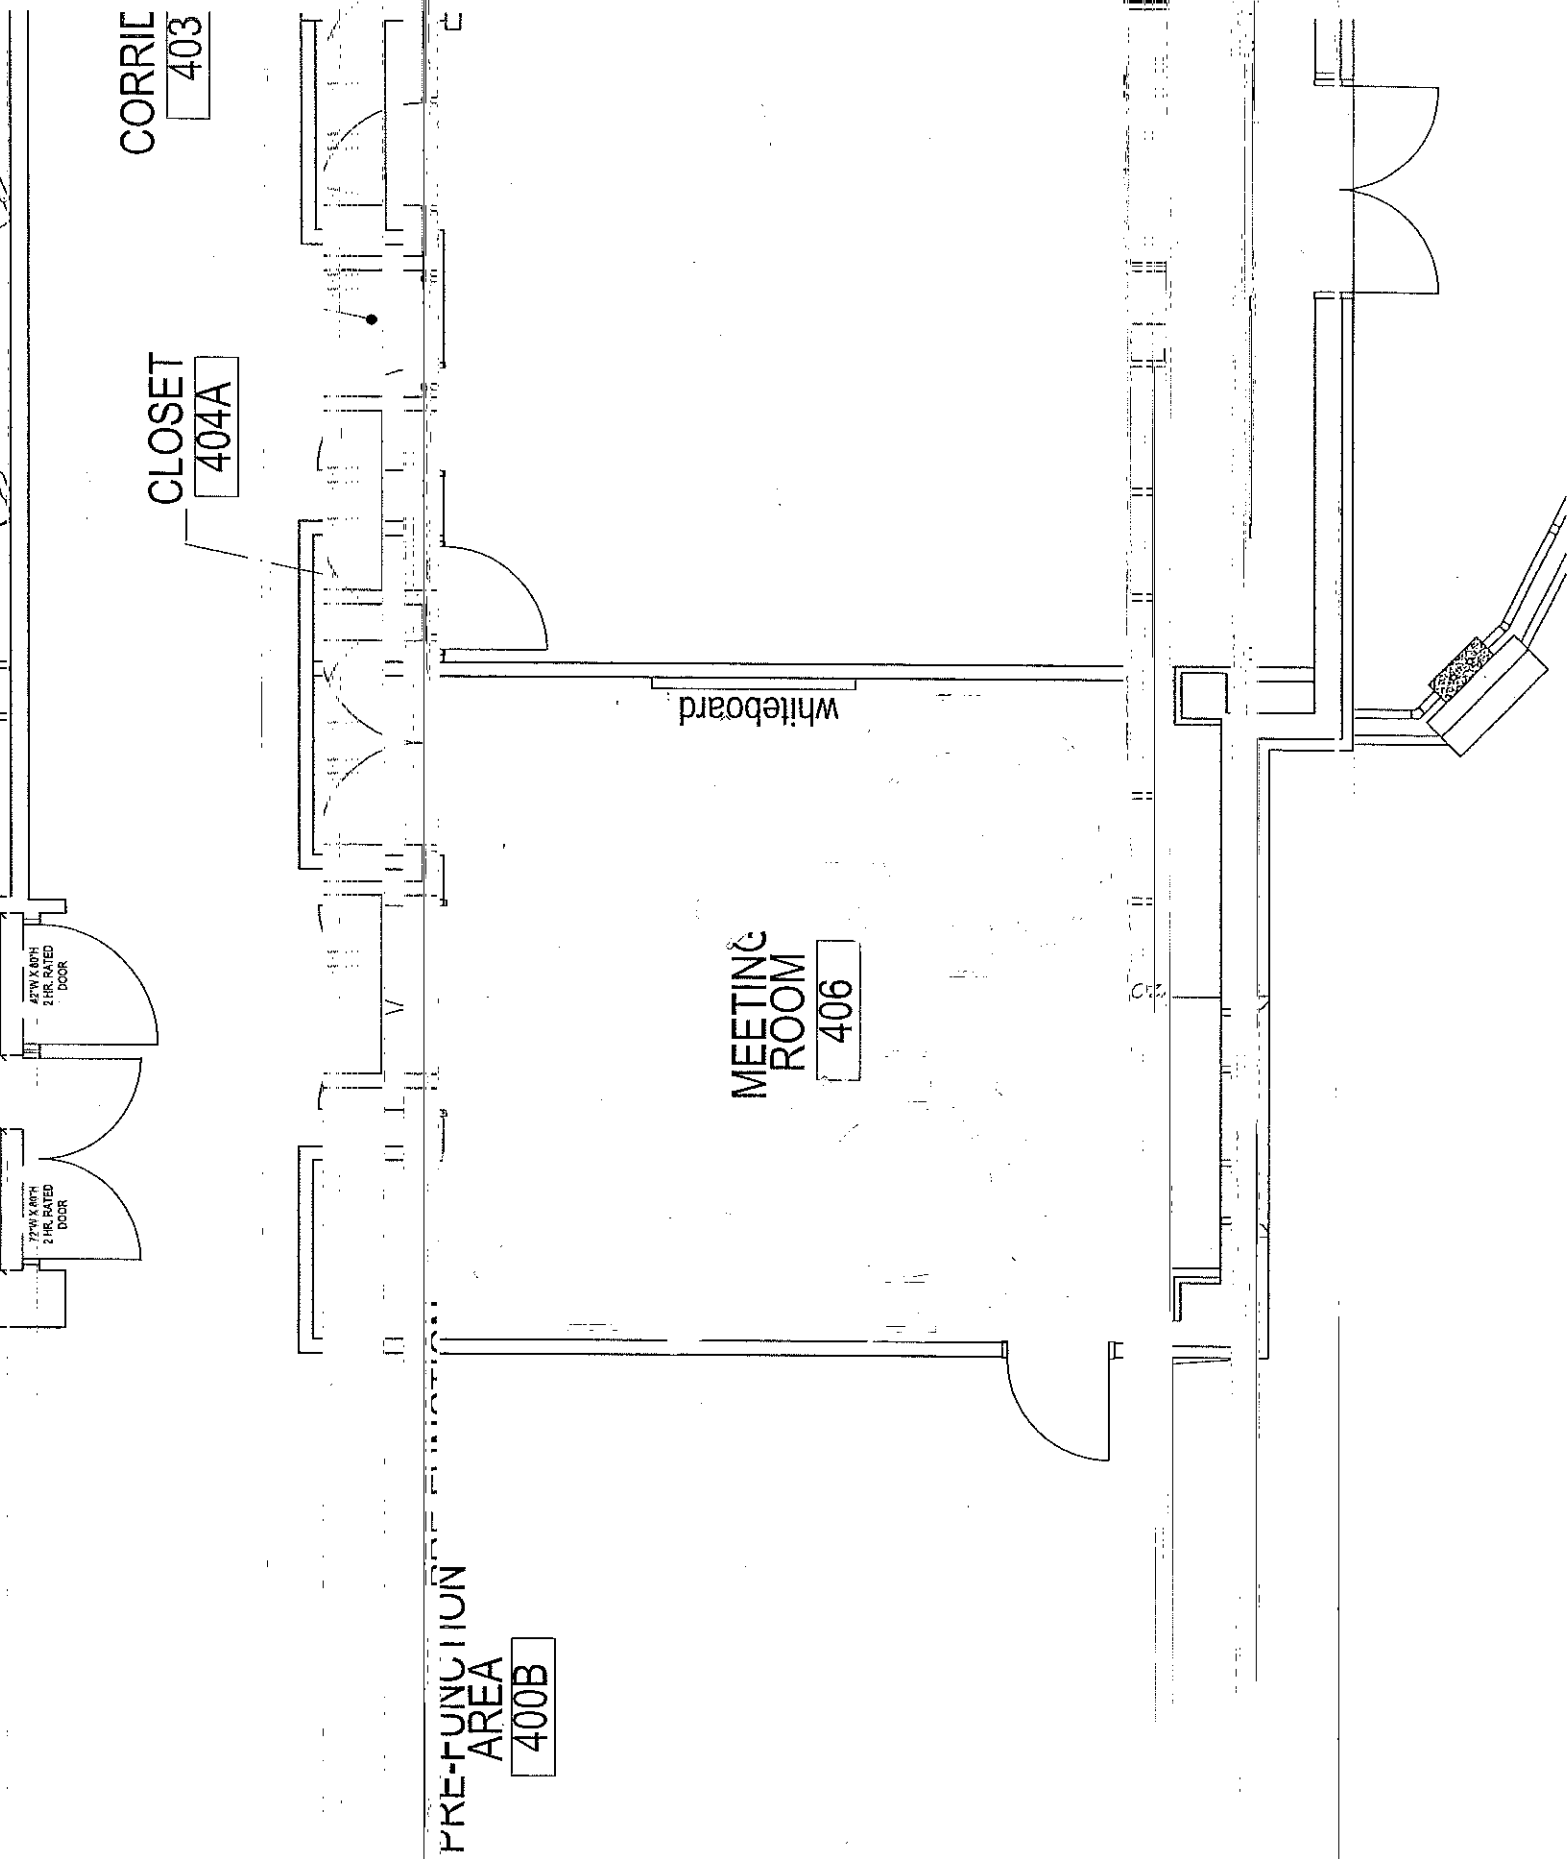 CORRID
403
CLOSET
404A
42"W X 80"H
2 HR. RATED
DOOR
72"W X 80"H
2 HR. RATED
DOOR
whiteboard
MEETING
ROOM
406
PRE-FUNCTION
AREA
400B